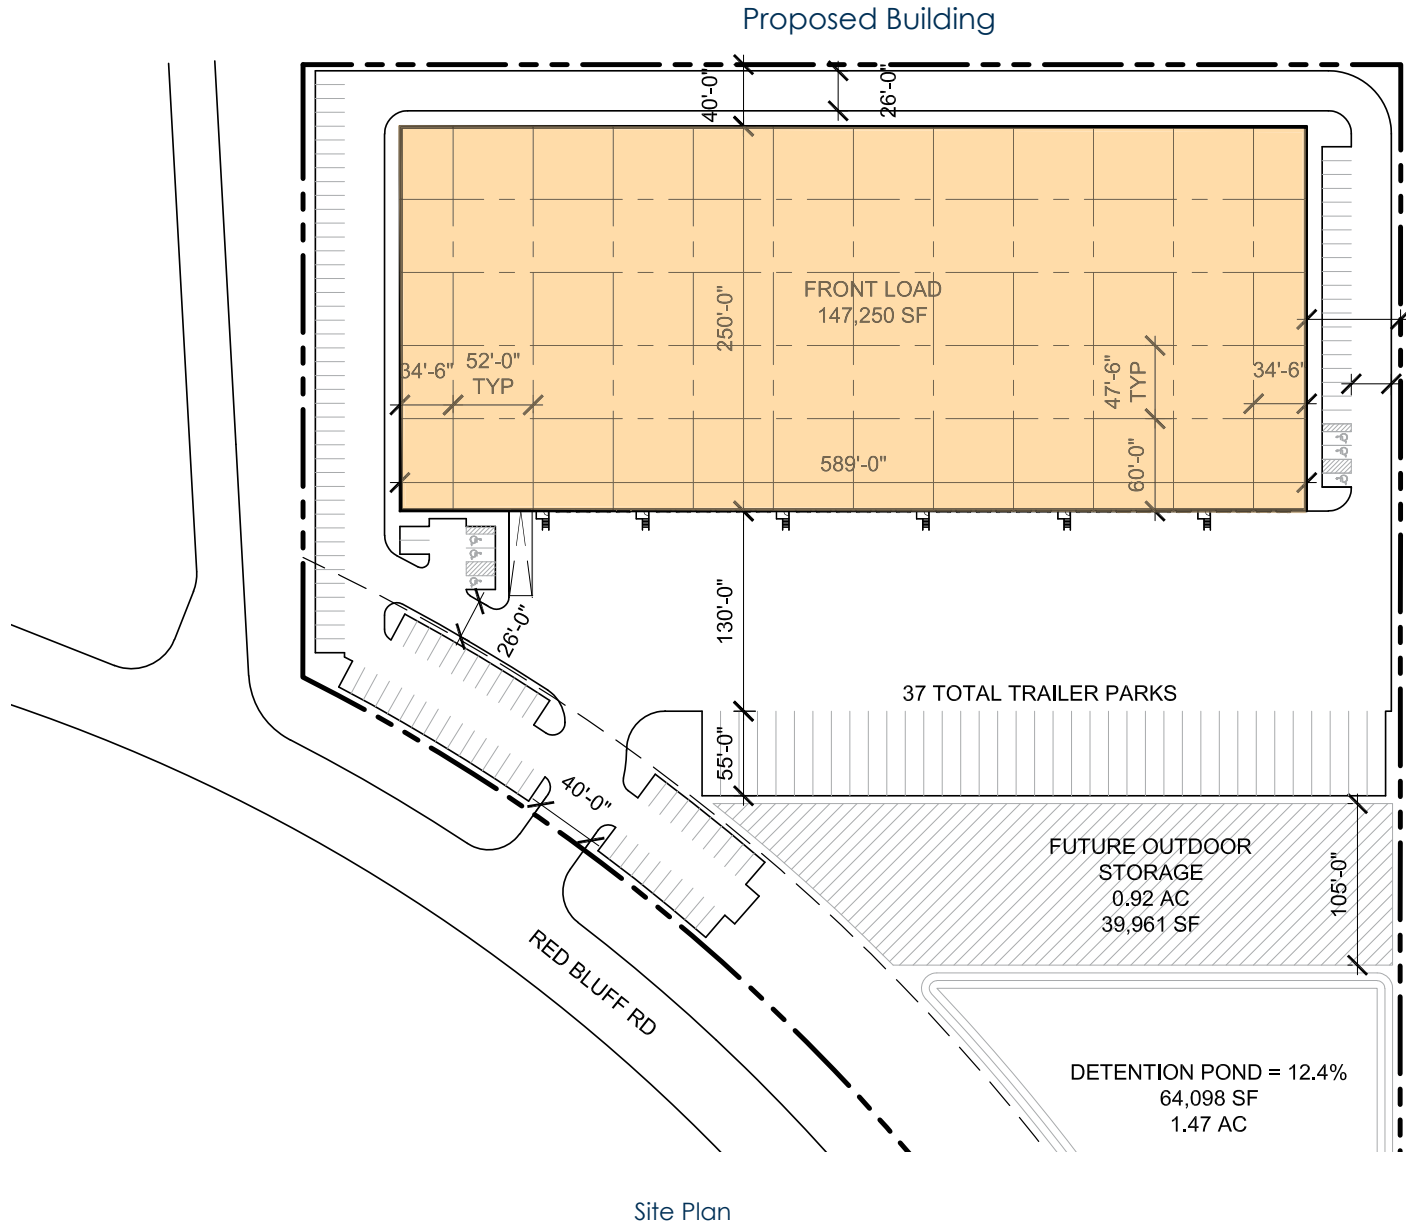 Proposed Building
40'-0"
26'-0"
FRONT LOAD
147,250 SF
250'-0"
34'-6"
52'-0"
TYP
47'-6"
TYP
34'-6'
589'-0"
60'-0"
130'-0"
26'-0"
37 TOTAL TRAILER PARKS
55'-0"
40'-0"
FUTURE OUTDOOR
STORAGE
0.92 AC
39,961 SF
105'-0"
RED BLUFF RD
DETENTION POND = 12.4%
64,098 SF
1.47 AC
Site Plan